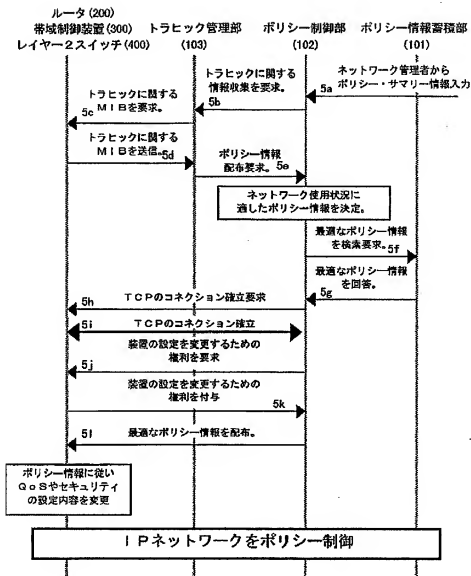 ルータ(200)
帯域制御装置(300)
レイヤー2スイッチ(400)
トラヒック管理部
(103)
ポリシー制御部
(102)
ポリシー情報蓄積部
(101)
ネットワーク管理者から
ポリシー・サマリー情報入力
5a
トラヒックに関する
情報収集を要求。
5b
トラヒックに関する
MIBを要求。
5c
トラヒックに関する
MIBを送信。
5d
ポリシー情報
配布要求。
5e
ネットワーク使用状況に
適したポリシー情報を決定。
最適なポリシー情報
を検索要求。
5f
最適なポリシー情報
を回答。
5g
5h
TCPのコネクション確立要求
5i
TCPのコネクション確立
装置の設定を変更するための
権利を要求
5j
装置の設定を変更するための
権利を付与
5k
5l
最適なポリシー情報を配布。
ポリシー情報に従い
QoSやセキュリティ
の設定内容を変更
IPネットワークをポリシー制御